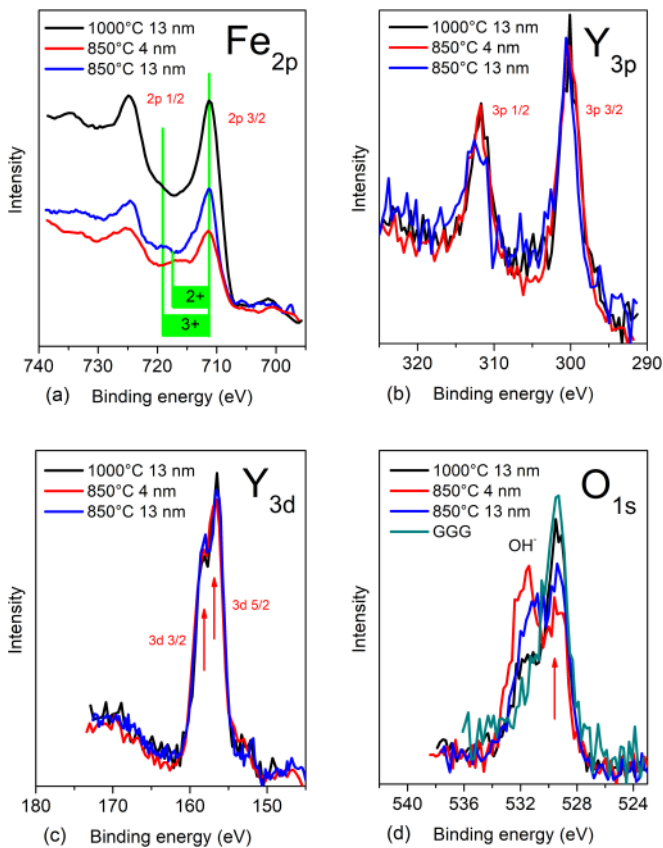 1000°C 13 nm
850°C 4 nm
850°C 13 nm
Fe2p
2p 1/2
2p 3/2
2+
3+
Intensity
740 730 720 710 700
(a) Binding energy (eV)
1000°C 13 nm
850°C 4 nm
850°C 13 nm
Y3p
3p 1/2
3p 3/2
Intensity
320 310 300 290
(b) Binding energy (eV)
1000°C 13 nm
850°C 4 nm
850°C 13 nm
Y3d
3d 3/2
3d 5/2
Intensity
180 170 160 150
(c) Binding energy (eV)
1000°C 13 nm
850°C 4 nm
850°C 13 nm
GGG
O1s
OH-
Intensity
540 536 532 528 524
(d) Binding energy (eV)